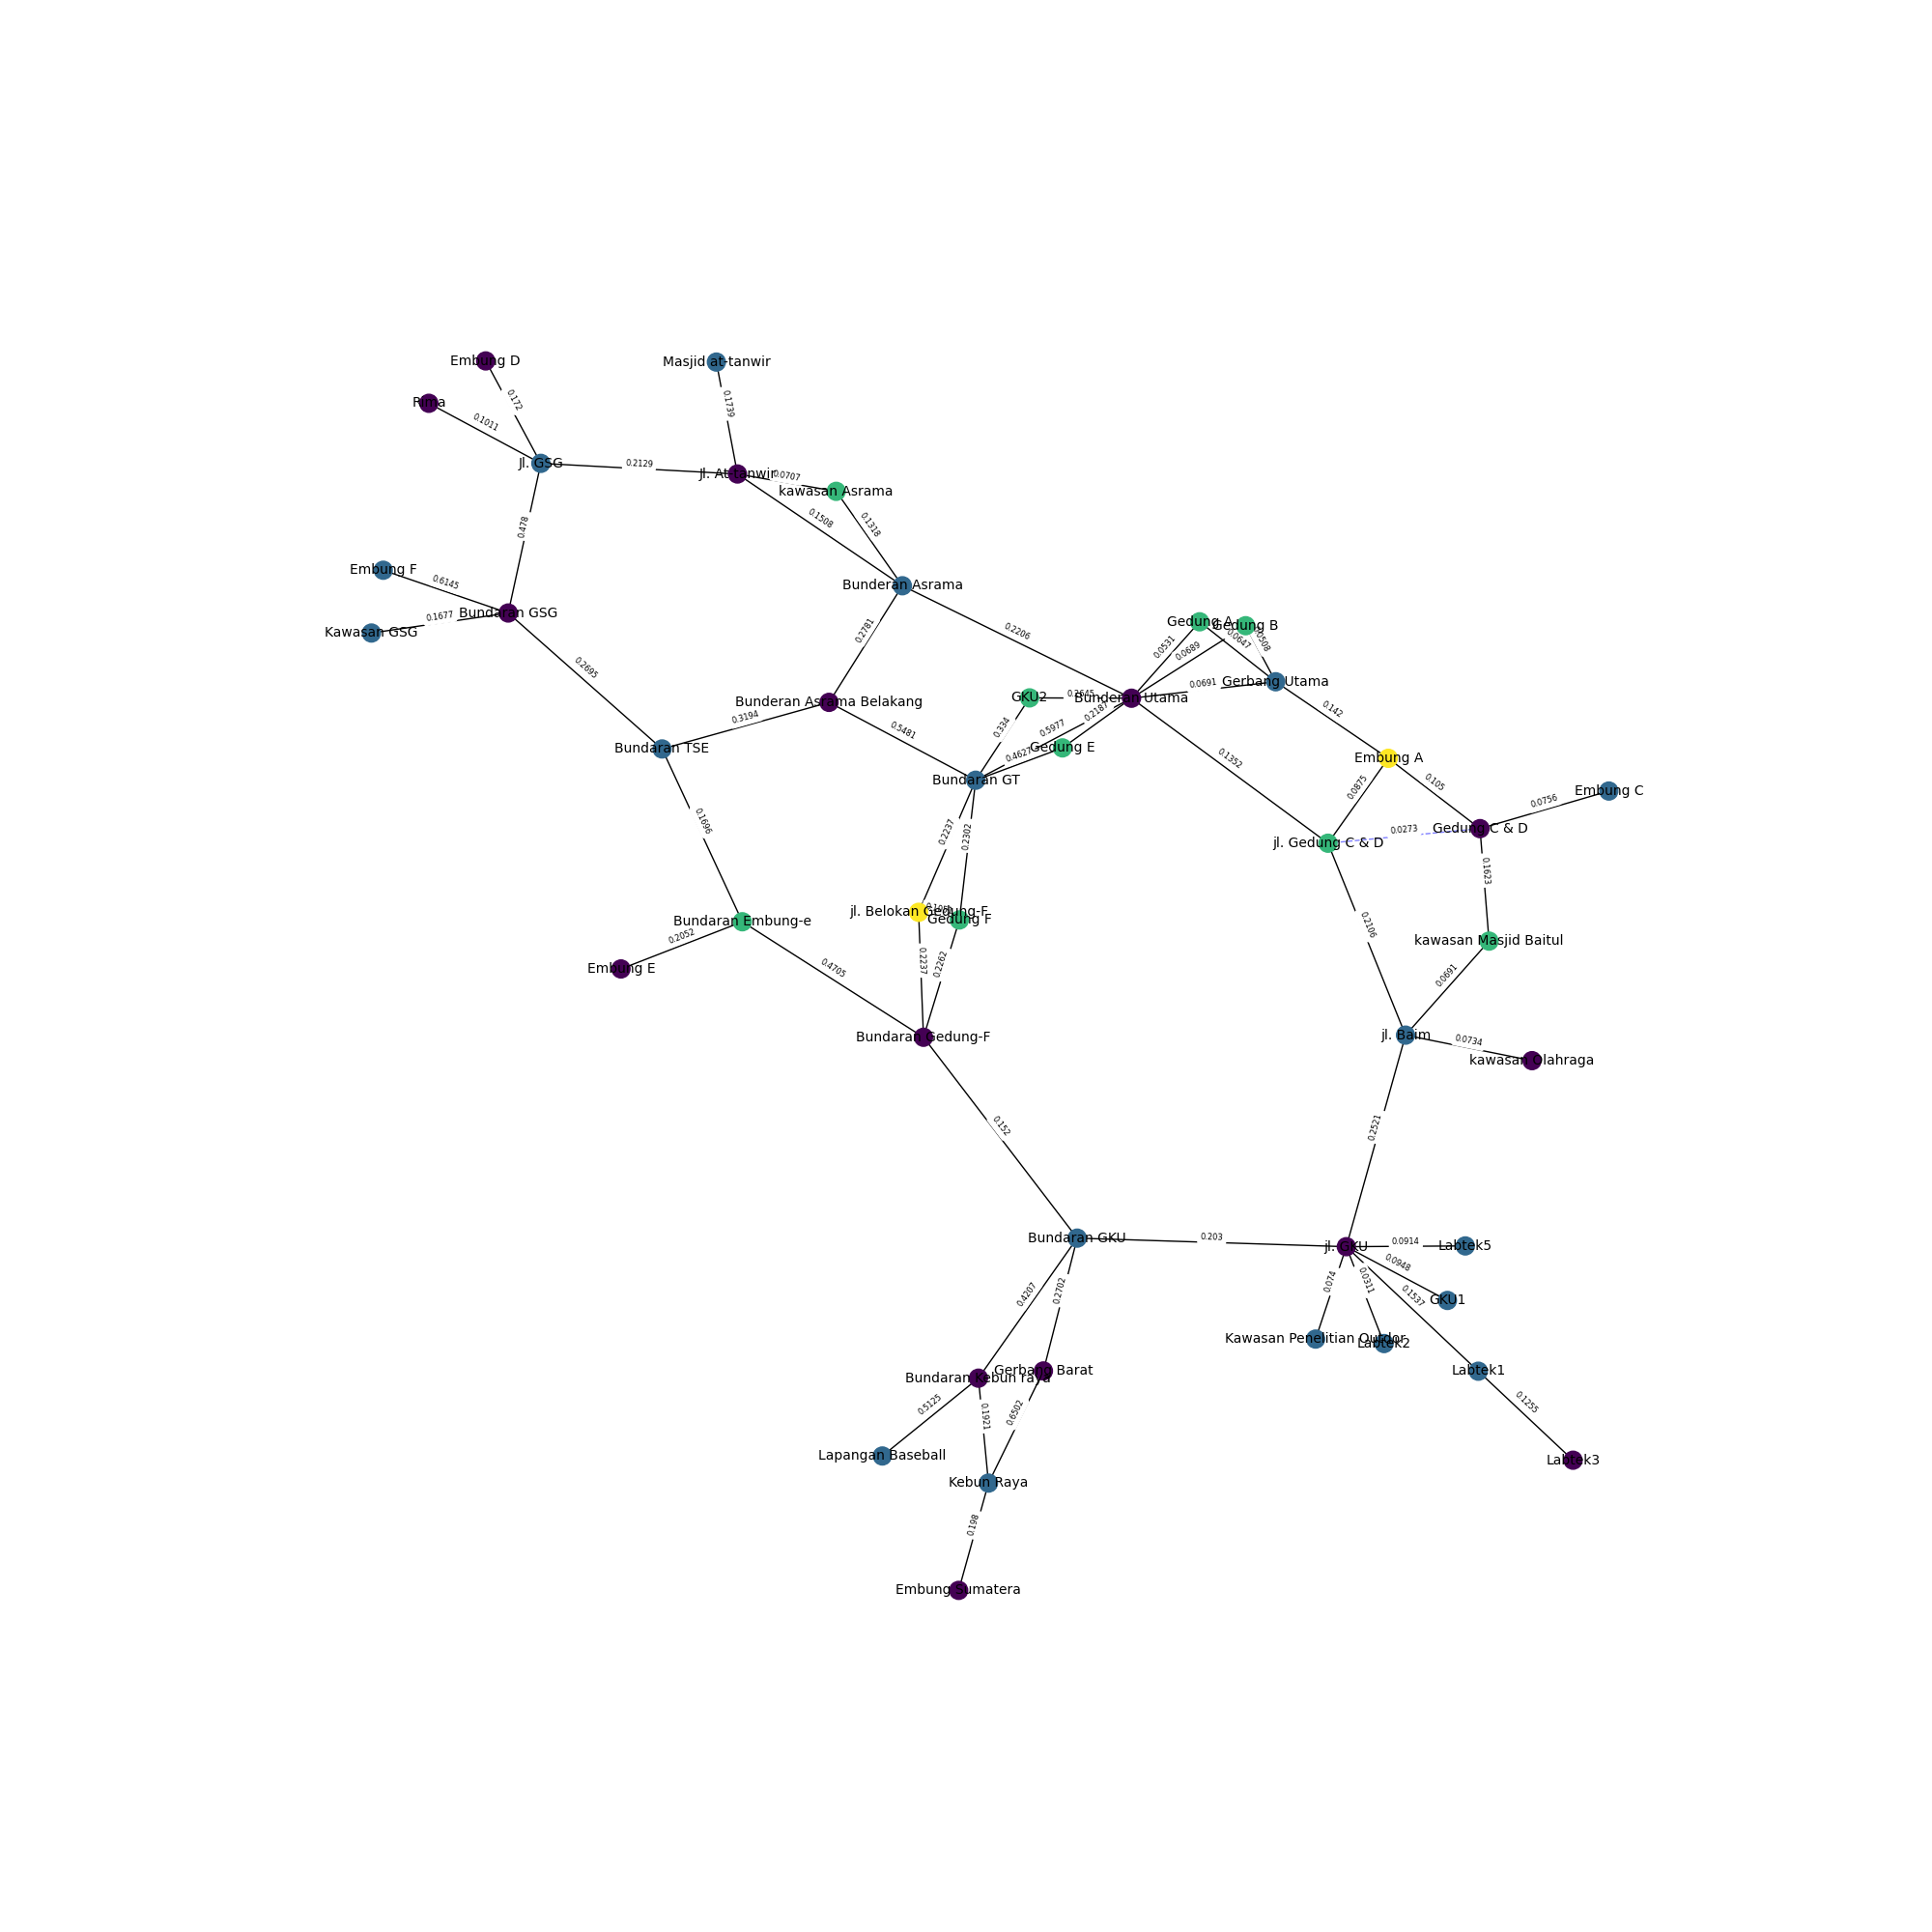 Embung D
Masjid at-tanwir
0.172
0.1739
Rima
0.1011
Jl. GSG
0.2129
Jl. At-tanwir
0.0707
kawasan Asrama
0.1508
0.1318
0.478
Embung F
0.6145
Bunderan Asrama
Kawasan GSG
0.1677
Bundaran GSG
0.2206
Gedung A
Gedung B
0.0531
0.0689
0.0647
0.2781
0.2695
Gerbang Utama
0.0691
Bunderan Asrama Belakang
GKU2
0.2645
Bunderan Utama
0.2187
0.142
0.3194
0.5481
0.334
0.5977
0.4627
Gedung E
Bundaran TSE
0.1352
Embung A
Bundaran GT
0.0875
0.105
Embung C
0.0756
0.1696
0.2237
0.2302
jl. Gedung C & D
0.0273
Gedung C & D
0.1623
jl. Belokan Gedung-F
Gedung F
Bundaran Embung-e
0.2052
0.2106
kawasan Masjid Baitul
Embung E
0.4705
0.2237
0.2262
0.0691
Bundaran Gedung-F
jl. Baim
0.0734
kawasan Olahraga
0.152
0.2521
Bundaran GKU
0.203
jl. GKU
0.0914
Labtek5
0.0948
0.4207
0.2702
0.074
0.0311
0.1537
GKU1
Kawasan Penelitian Outdor
Labtek2
Bundaran Kebun raya
Gerbang Barat
Labtek1
0.5125
0.1921
0.6502
0.1255
Lapangan Baseball
Kebun Raya
Labtek3
0.198
Embung Sumatera